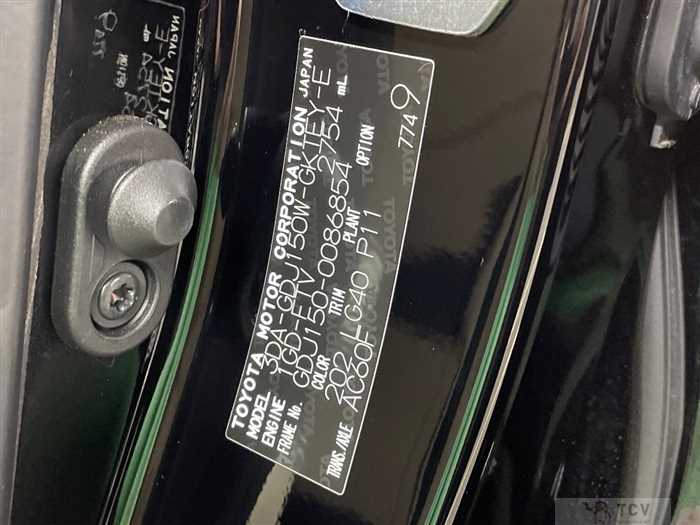 TOYOTA MOTOR CORPORATION JAPAN
MODEL 3DA-GDJ150W-GKTEY-E
ENGINE 1GD-FTV 2754 mL
FRAME No. GDJ150-0086854
COLOR TRIM PLANT OPTION
202 LG40 P11 7749
TRANS./AXLE AC60F
TCV